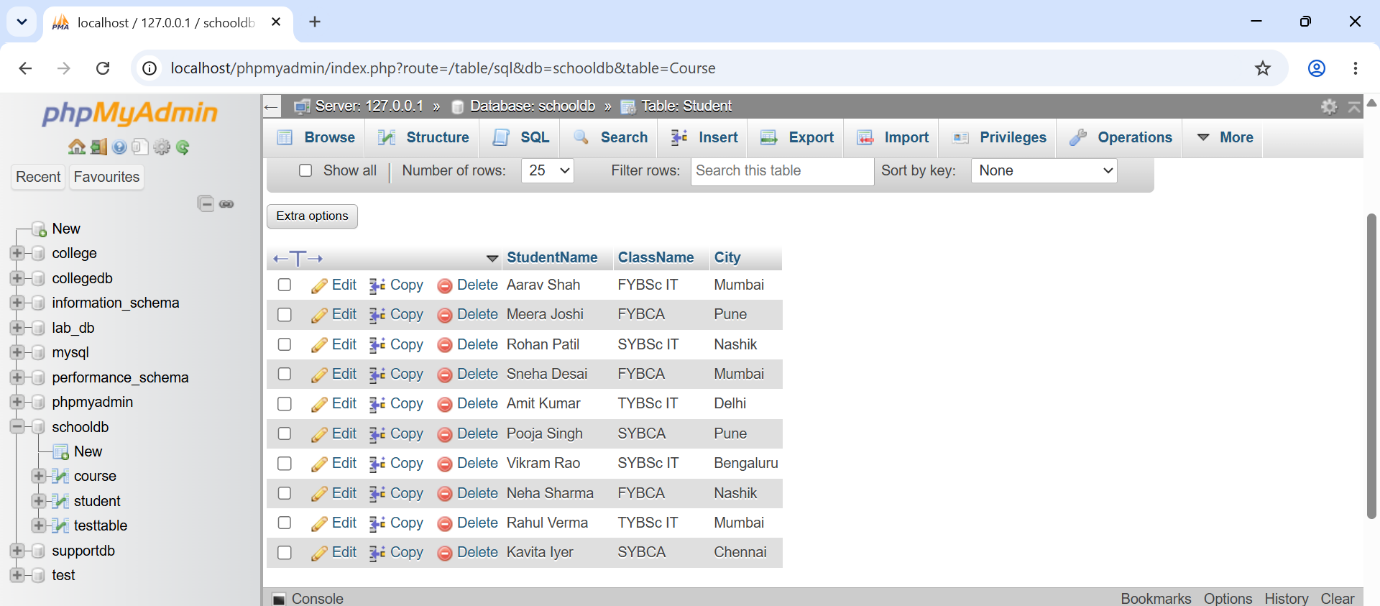 localhost / 127.0.0.1 / schooldb
localhost/phpmyadmin/index.php?route=/table/sql&db=schooldb&table=Course
phpMyAdmin
Recent Favourites
New
college
collegedb
information_schema
lab_db
mysql
performance_schema
phpmyadmin
schooldb
New
course
student
testtable
supportdb
test
Server: 127.0.0.1 » Database: schooldb » Table: Student
Browse Structure SQL Search Insert Export Import Privileges Operations More
Show all Number of rows: 25 Filter rows: Search this table Sort by key: None
Extra options
StudentName ClassName City
Edit Copy Delete Aarav Shah FYBSc IT Mumbai
Edit Copy Delete Meera Joshi FYBCA Pune
Edit Copy Delete Rohan Patil SYBSc IT Nashik
Edit Copy Delete Sneha Desai FYBCA Mumbai
Edit Copy Delete Amit Kumar TYBSc IT Delhi
Edit Copy Delete Pooja Singh SYBCA Pune
Edit Copy Delete Vikram Rao SYBSc IT Bengaluru
Edit Copy Delete Neha Sharma FYBCA Nashik
Edit Copy Delete Rahul Verma TYBSc IT Mumbai
Edit Copy Delete Kavita Iyer SYBCA Chennai
Console Bookmarks Options History Clear